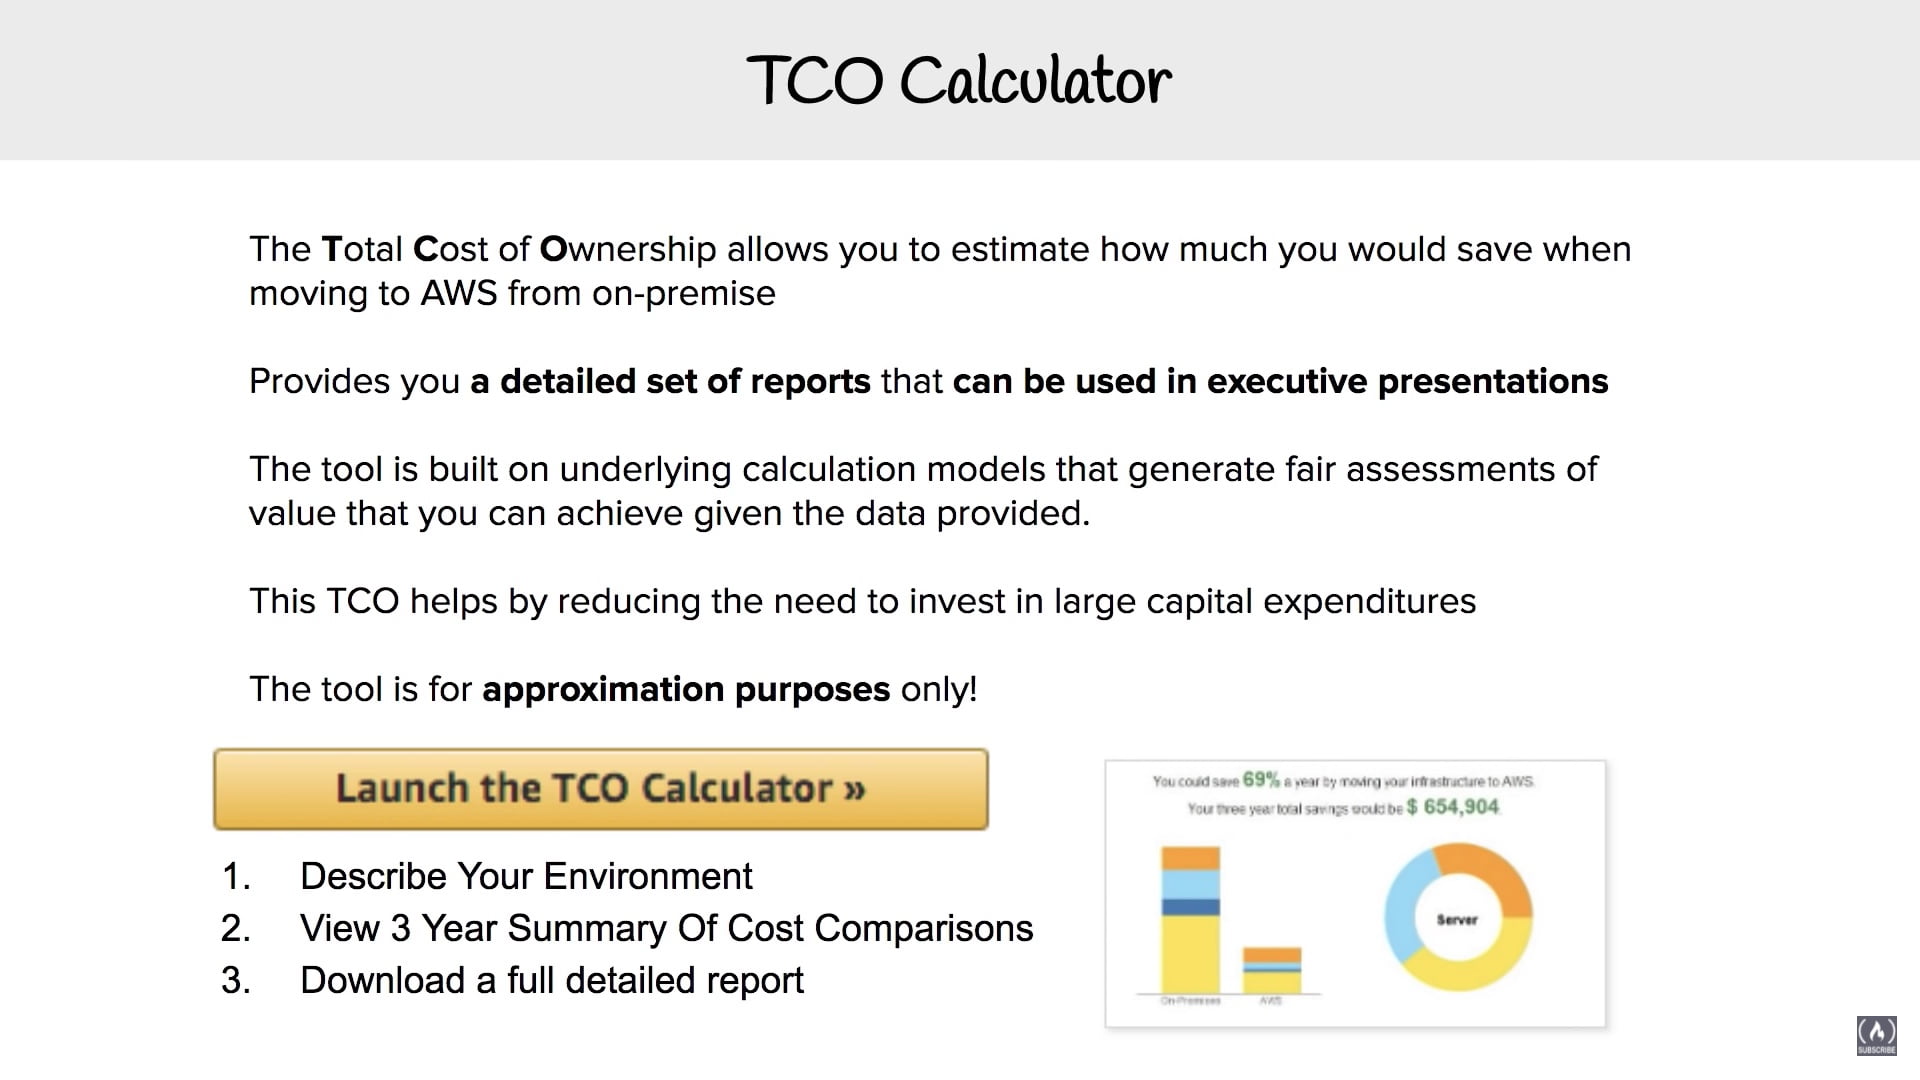 TCO Calculator
The Total Cost of Ownership allows you to estimate how much you would save when
moving to AWS from on-premise
Provides you a detailed set of reports that can be used in executive presentations
The tool is built on underlying calculation models that generate fair assessments of
value that you can achieve given the data provided.
This TCO helps by reducing the need to invest in large capital expenditures
The tool is for approximation purposes only!
Launch the TCO Calculator »
1. Describe Your Environment
2. View 3 Year Summary Of Cost Comparisons
3. Download a full detailed report
You could save 69% a year by moving your infrastructure to AWS.
Your three year total savings would be $ 654,904.
On-Premises
AWS
Server
SUBSCRIBE